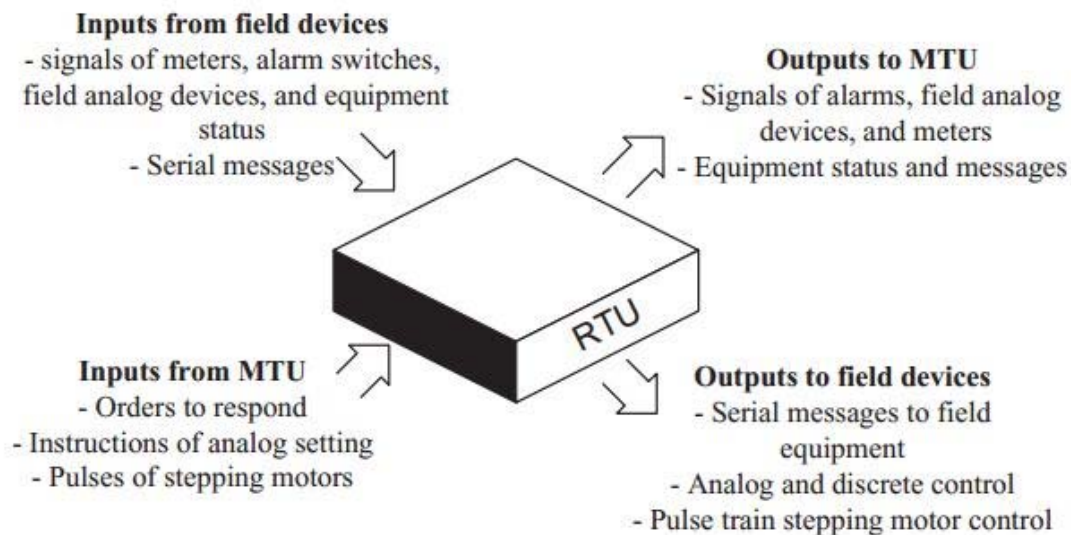 Inputs from field devices
- signals of meters, alarm switches,
field analog devices, and equipment
status
- Serial messages
Outputs to MTU
- Signals of alarms, field analog
devices, and meters
- Equipment status and messages
RTU
Inputs from MTU
- Orders to respond
- Instructions of analog setting
- Pulses of stepping motors
Outputs to field devices
- Serial messages to field
equipment
- Analog and discrete control
- Pulse train stepping motor control